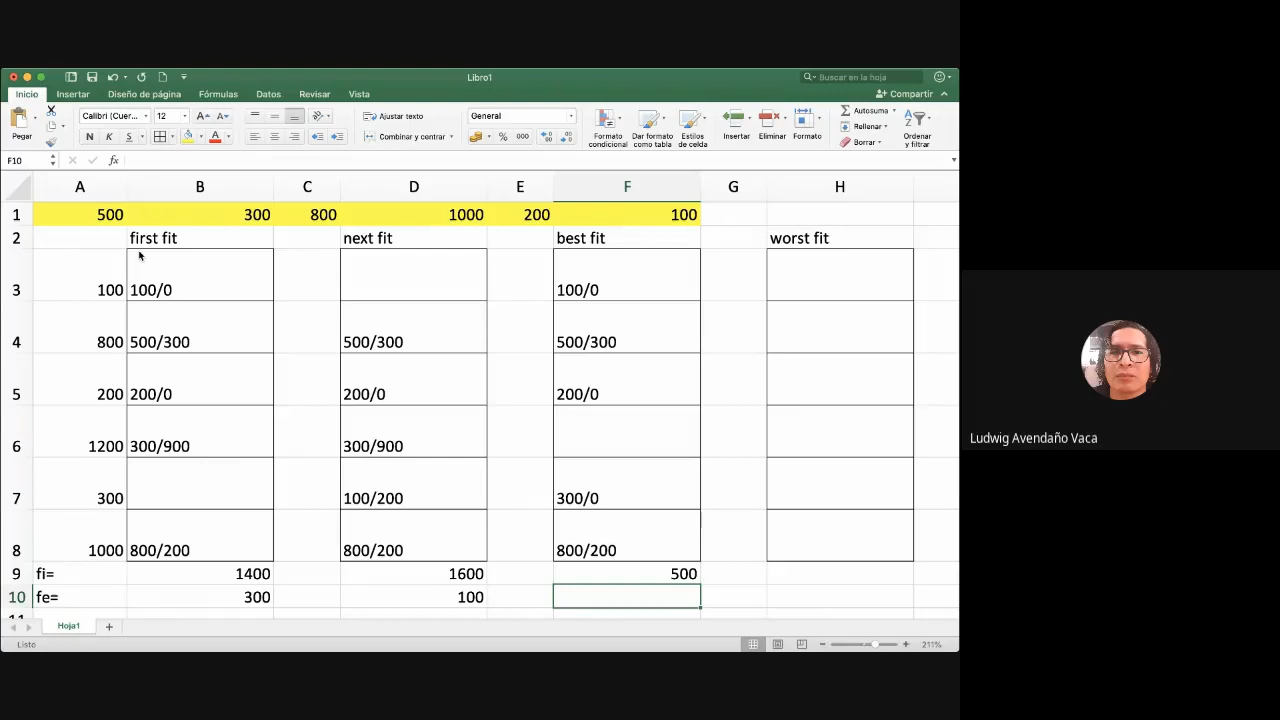 Libro1
Buscar en la hoja
Inicio Insertar Diseño de página Fórmulas Datos Revisar Vista Compartir
Pegar Calibri (Cuer... 12 A A Ajustar texto General Autosuma
N K S A Combinar y contrar % 000 Rellenar
Formato condicional Dar formato como tabla Estilos de celda Insertar Eliminar Formato Borrar Ordenar y filtrar
F10 fx
A B C D E F G H
1 500 300 800 1000 200 100
2 first fit next fit best fit worst fit
3 100 100/0 100/0
4 800 500/300 500/300 500/300
5 200 200/0 200/0 200/0
6 1200 300/900 300/900
7 300 100/200 300/0
8 1000 800/200 800/200 800/200
9 fi= 1400 1600 500
10 fe= 300 100
Hoja1 +
Listo 211%
Ludwig Avendaño Vaca